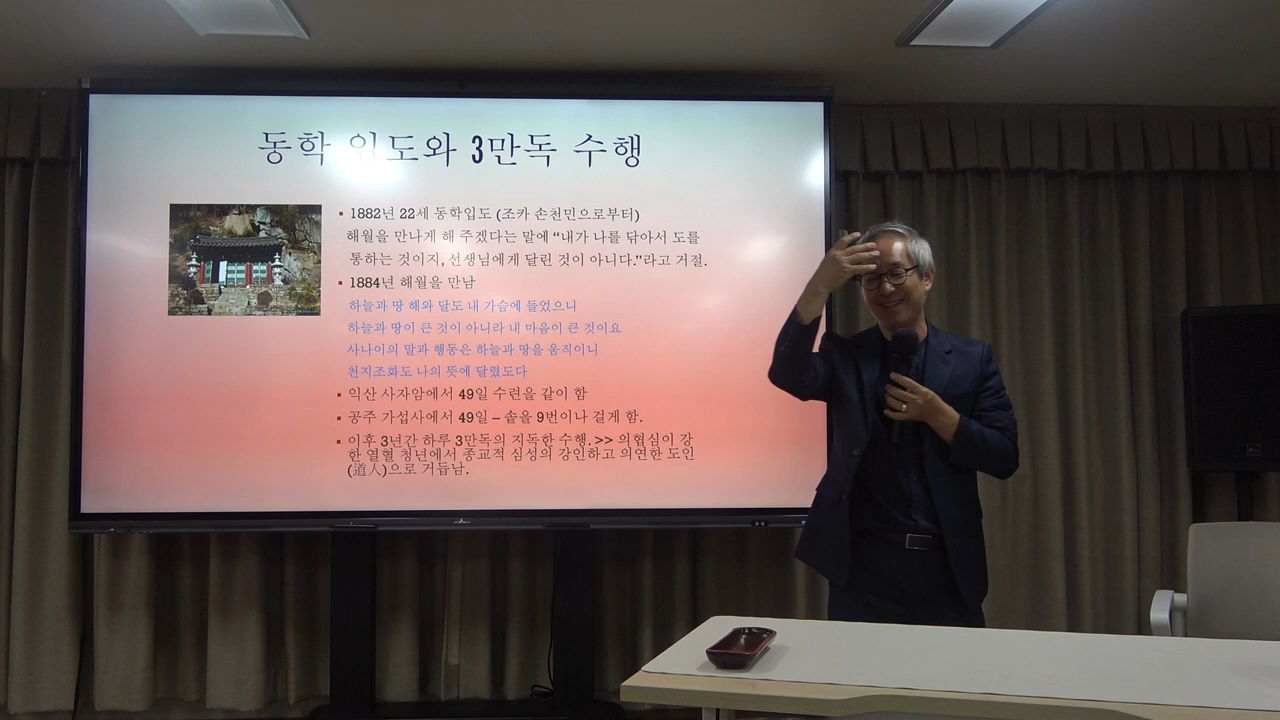 동학 입도와 3만독 수행
▪ 1882년 22세 동학입도 (조카 손천민으로부터)
해월을 만나게 해 주겠다는 말에 “내가 나를 닦아서 도를
통하는 것이지, 선생님에게 달린 것이 아니다.”라고 거절.
▪ 1884년 해월을 만남
하늘과 땅 해와 달도 내 가슴에 들었으니
하늘과 땅이 큰 것이 아니라 내 마음이 큰 것이요
사나이의 말과 행동은 하늘과 땅을 움직이니
천지조화도 나의 뜻에 달렸도다
▪ 익산 사자암에서 49일 수련을 같이 함
▪ 공주 가섭사에서 49일 – 솥을 9번이나 걸게 함.
▪ 이후 3년간 하루 3만독의 지독한 수행. >> 의협심이 강
한 열혈 청년에서 종교적 심성의 강인하고 의연한 도인
(道人)으로 거듭남.